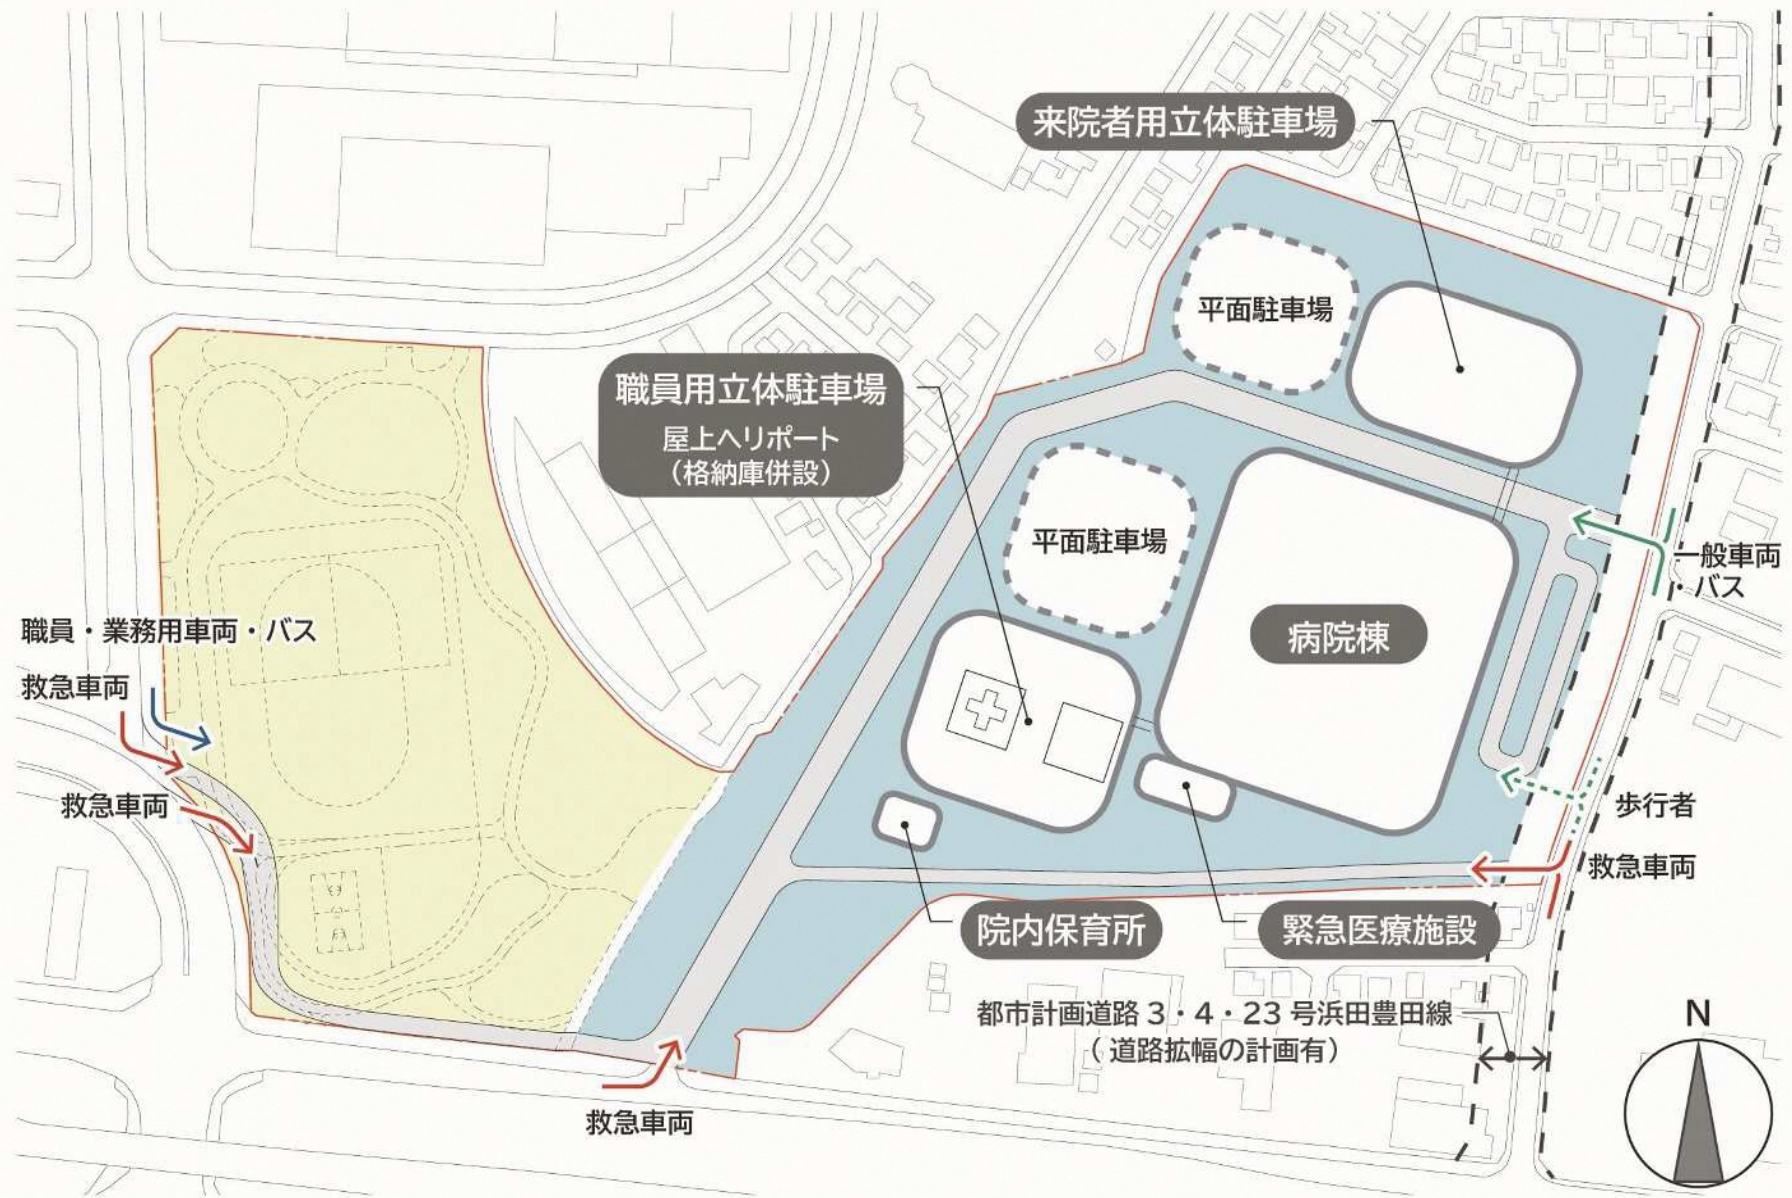 来院者用立体駐車場
平面駐車場
職員用立体駐車場
屋上ヘリポート
（格納庫併設）
平面駐車場
一般車両
・バス
職員・業務用車両・バス
病院棟
救急車両
救急車両
歩行者
救急車両
院内保育所
緊急医療施設
都市計画道路 3・4・23 号浜田豊田線
（ 道路拡幅の計画有）
N
救急車両